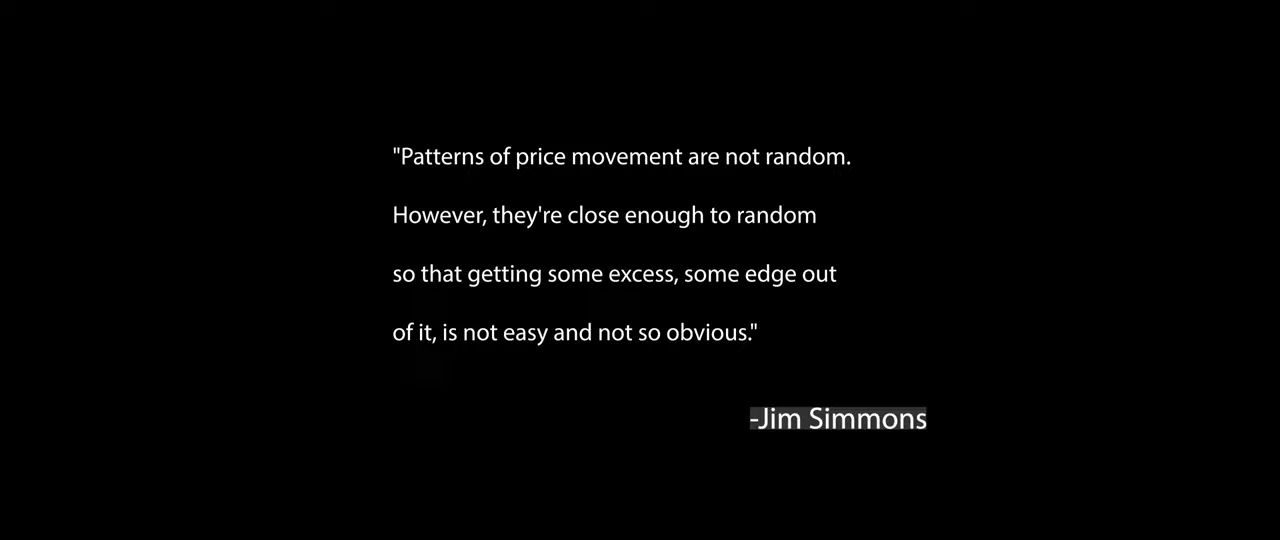 "Patterns of price movement are not random.
However, they're close enough to random
so that getting some excess, some edge out
of it, is not easy and not so obvious."
-Jim Simmons